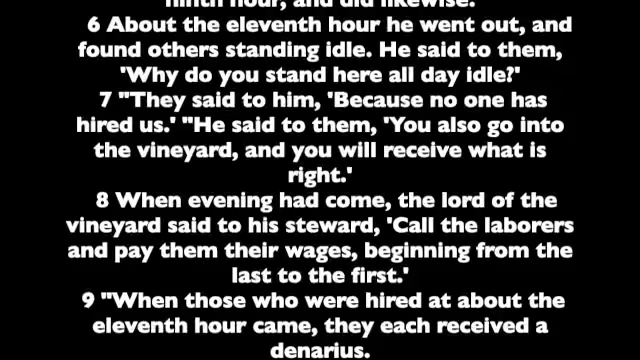 ninth hour, and did likewise.
6 About the eleventh hour he went out, and
found others standing idle. He said to them,
'Why do you stand here all day idle?'
7 "They said to him, 'Because no one has
hired us.' "He said to them, 'You also go into
the vineyard, and you will receive what is
right.'
8 When evening had come, the lord of the
vineyard said to his steward, 'Call the laborers
and pay them their wages, beginning from the
last to the first.'
9 "When those who were hired at about the
eleventh hour came, they each received a
denarius.